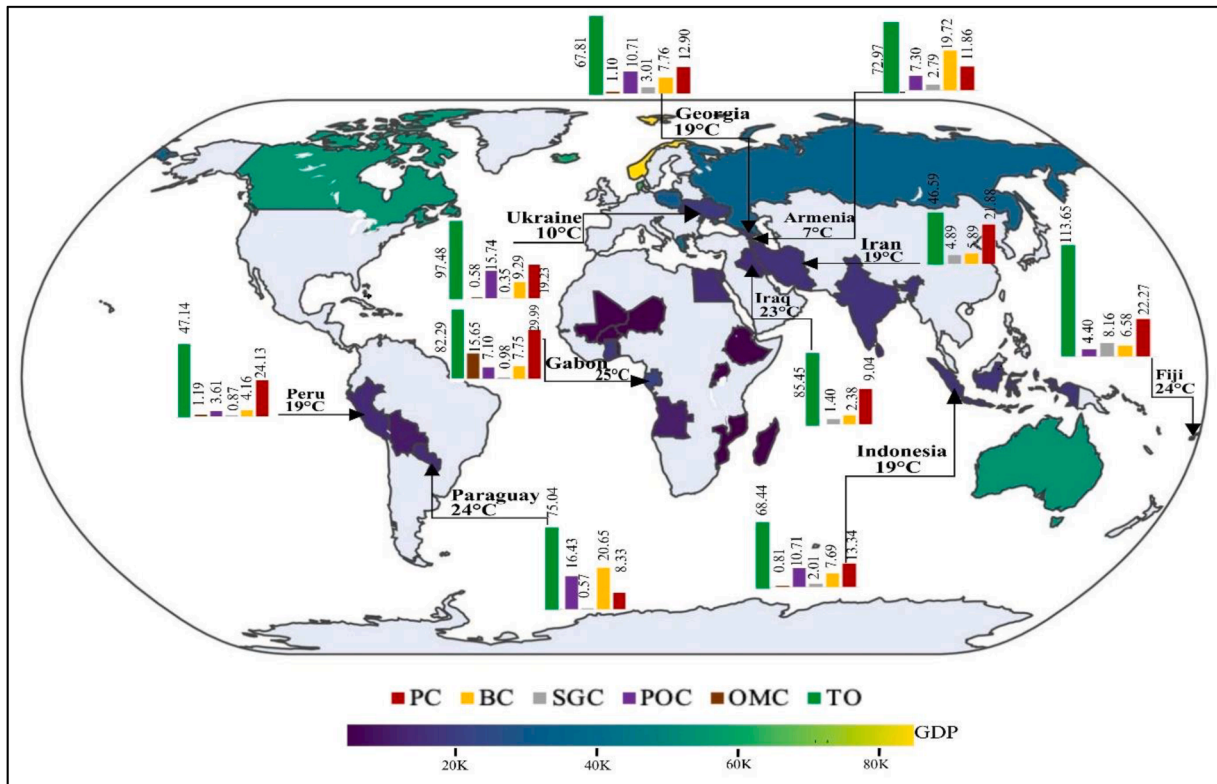 67.81
1.10
10.71
3.01
7.76
12.90
72.97
7.30
2.79
19.72
11.86
Georgia
19°C
Ukraine
10°C
Armenia
7°C
Iran
19°C
46.59
4.89
5.89
21.88
113.65
4.40
8.16
6.58
22.27
97.48
0.58
15.74
0.35
9.29
19.23
Iraq
23°C
82.29
15.65
7.10
0.98
7.75
29.99
Gabon
25°C
47.14
1.19
3.61
0.87
4.16
24.13
Peru
19°C
85.45
1.40
2.38
9.04
Fiji
24°C
Indonesia
19°C
Paraguay
24°C
75.04
16.43
0.57
20.65
8.33
68.44
0.81
10.71
2.01
7.69
13.34
PC BC SGC POC OMC TO
GDP
20K 40K 60K 80K